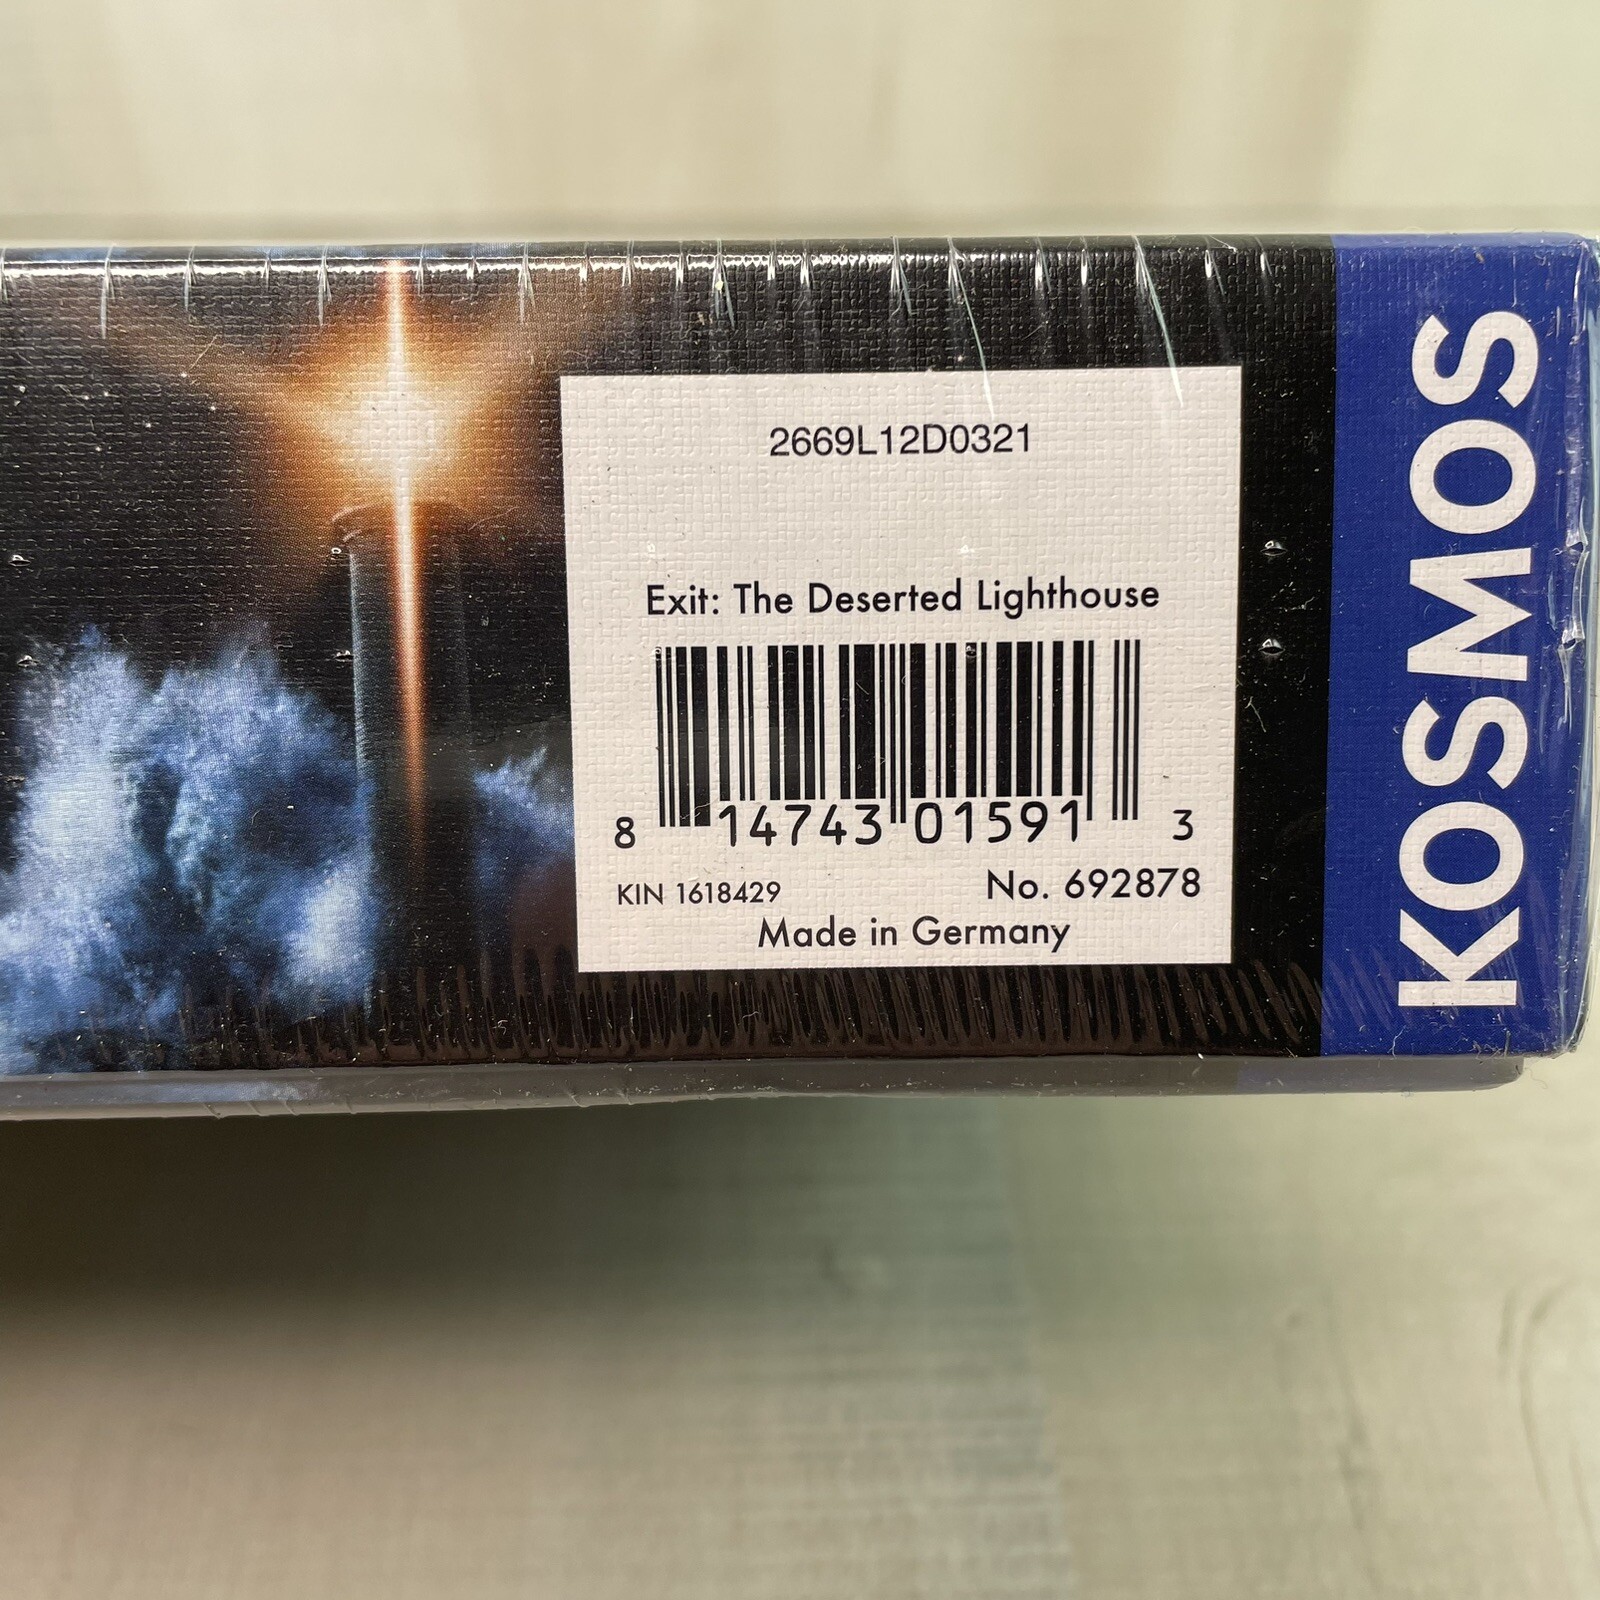 2669L12D0321
Exit: The Deserted Lighthouse
8 14743 01591 3
KIN 1618429 No. 692878
Made in Germany
KOSMOS